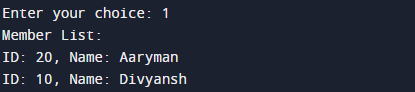 Enter your choice: 1
Member List:
ID: 20, Name: Aaryman
ID: 10, Name: Divyansh